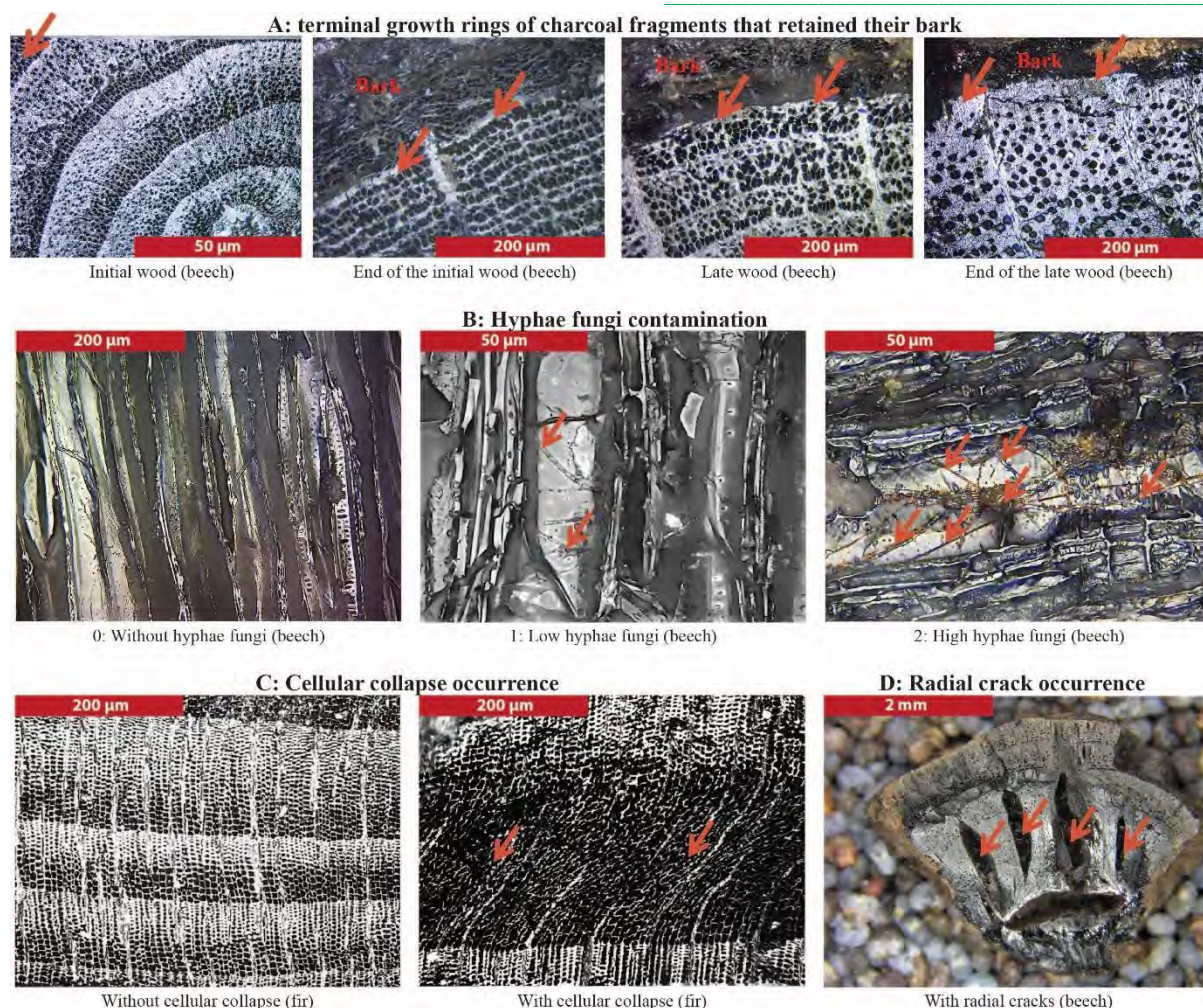 A: terminal growth rings of charcoal fragments that retained their bark
Bark
Bark
Bark
50 µm
200 µm
200 µm
200 µm
Initial wood (beech)
End of the initial wood (beech)
Late wood (beech)
End of the late wood (beech)
B: Hyphae fungi contamination
200 µm
50 µm
50 µm
0: Without hyphae fungi (beech)
1: Low hyphae fungi (beech)
2: High hyphae fungi (beech)
C: Cellular collapse occurrence
D: Radial crack occurrence
200 µm
200 µm
2 mm
Without cellular collapse (fir)
With cellular collapse (fir)
With radial cracks (beech)